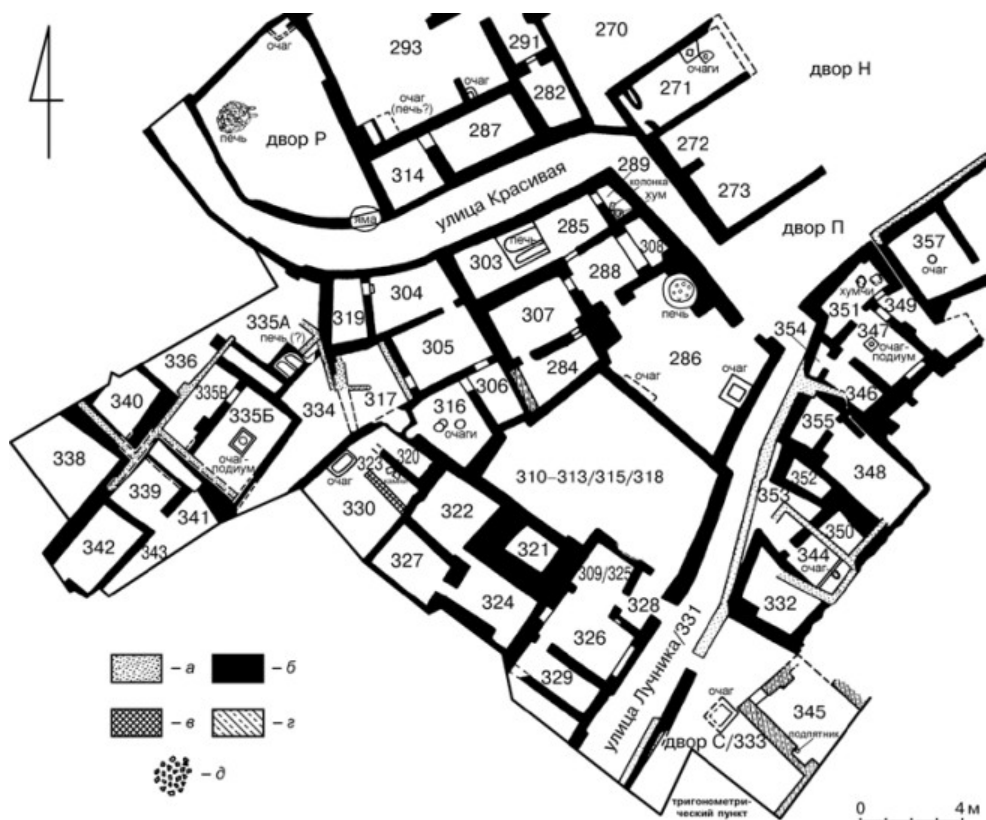 очаг
293
291
270
двор Н
очаги
271
печь
очаг
очаг
(печь?)
282
двор Р
287
272
314
289
273
яма
улица Красивая
колонка
хум
двор П
285
печь
303
308
288
357
очаг
хумчи
351
349
304
319
335А
печь (?)
307
печь
354
347
очаг-
подиум
305
336
284
286
очаг
очаг
306
346
340
335В
334
317
316
очаги
355
335Б
338
очаг-
подиум
320
323
очаг
310–313/315/318
352
348
353
339
330
322
350
341
321
344
очаг
342
343
327
309/325
332
324
328
326
329
улица Лучника/331
– а
– б
очаг
345
подпятник
– в
– г
двор С/333
– д
тригонометри-
ческий пункт
0 4 м